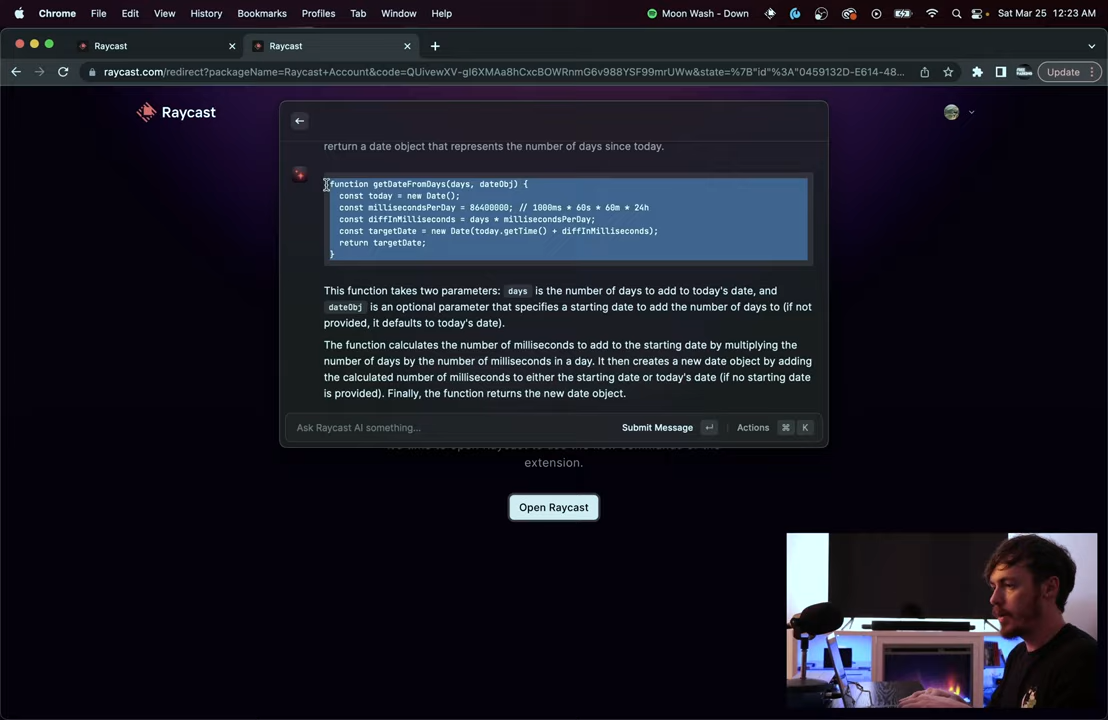 Chrome File Edit View History Bookmarks Profiles Tab Window Help Moon Wash - Down Sat Mar 25 12:23 AM
Raycast Raycast
raycast.com/redirect?packageName=Raycast+Account&code=QUivewXV-gI6XMAa8hCxcBOWRnmG6v988YSF99mrUWw&state=%7B"id"%3A"0459132D-E614-48... Update
Raycast
rerturn a date object that represents the number of days since today.
function getDateFromDays(days, dateObj) {
const today = new Date();
const millisecondsPerDay = 86400000; // 1000ms * 60s * 60m * 24h
const diffInMilliseconds = days * millisecondsPerDay;
const targetDate = new Date(today.getTime() + diffInMilliseconds);
return targetDate;
}
This function takes two parameters: days is the number of days to add to today's date, and
dateObj is an optional parameter that specifies a starting date to add the number of days to (if not
provided, it defaults to today's date).
The function calculates the number of milliseconds to add to the starting date by multiplying the
number of days by the number of milliseconds in a day. It then creates a new date object by adding
the calculated number of milliseconds to either the starting date or today's date (if no starting date
is provided). Finally, the function returns the new date object.
Ask Raycast AI something... Submit Message Actions ⌘ K
extension.
Open Raycast